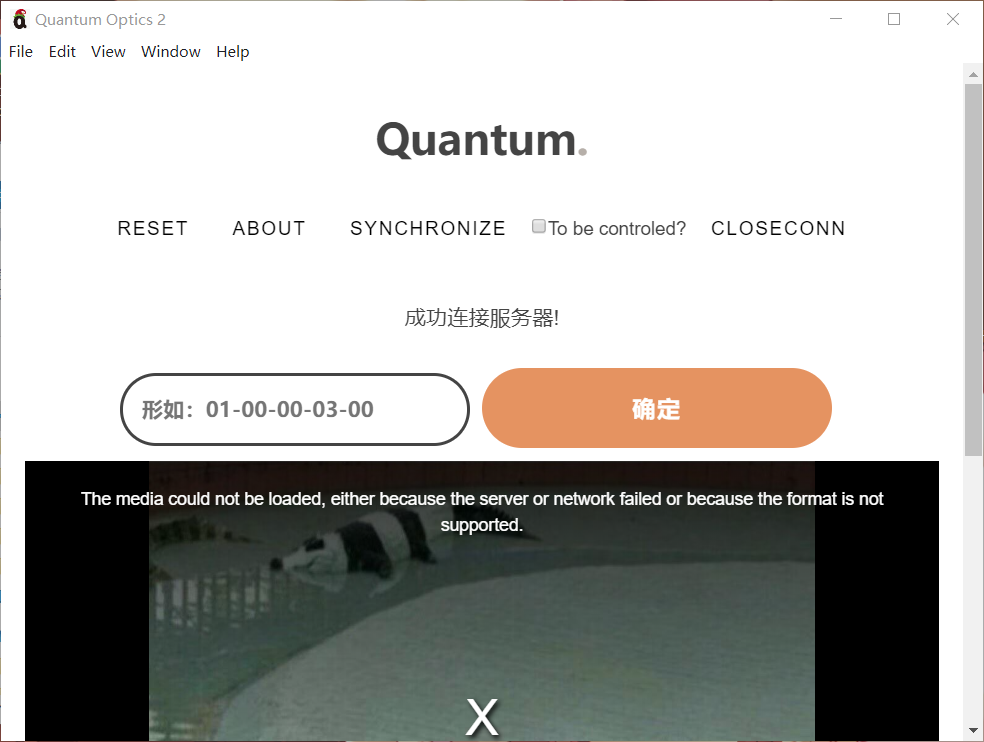 Quantum Optics 2
File Edit View Window Help
Quantum.
RESET ABOUT SYNCHRONIZE To be controled? CLOSECONN
成功连接服务器!
形如：01-00-00-03-00 确定
The media could not be loaded, either because the server or network failed or because the format is not
supported.
X